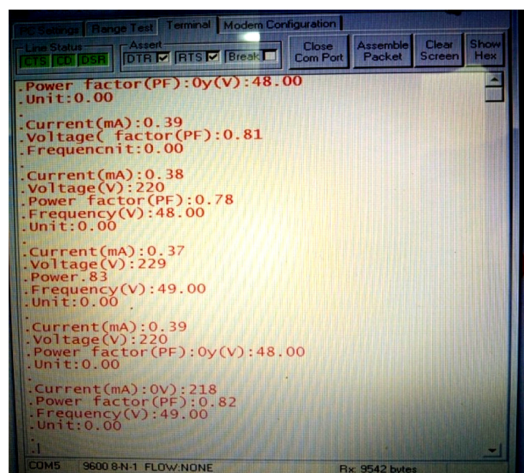 PC Settings Range Test Terminal Modem Configuration
Line Status
CTS CD DSR
Assert
DTR RTS Break
Close Com Port
Assemble Packet
Clear Screen
Show Hex
.Power factor(PF):0y(V):48.00
.Unit:0.00
.
.Current(mA):0.39
.Voltage( factor(PF):0.81
.Frequencnit:0.00
.
.Current(mA):0.38
.Voltage(V):220
.Power factor(PF):0.78
.Frequency(V):48.00
.Unit:0.00
.
.Current(mA):0.37
.Voltage(V):229
.Power.83
.Frequency(V):49.00
.Unit:0.00
.
.Current(mA):0.39
.Voltage(V):220
.Power factor(PF):0y(V):48.00
.Unit:0.00
.
.Current(mA):0V):218
.Power factor(PF):0.82
.Frequency(V):49.00
.Unit:0.00
.
.
COM5 9600 8-N-1 FLOW:NONE Rx: 9542 bytes